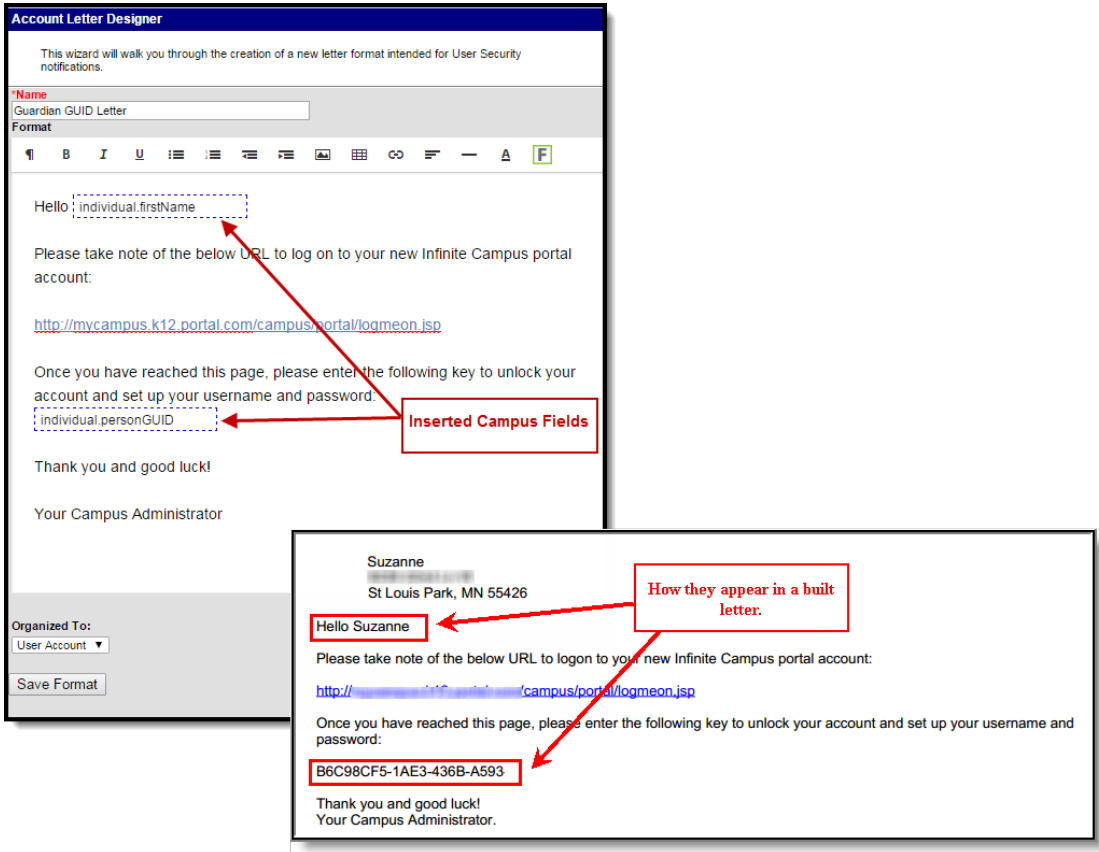 Account Letter Designer
This wizard will walk you through the creation of a new letter format intended for User Security
notifications.
*Name
Guardian GUID Letter
Format
¶ B I U A F
Hello individual.firstName
Please take note of the below URL to log on to your new Infinite Campus portal
account:
http://mycampus.k12.portal.com/campus/portal/logmeon.jsp
Once you have reached this page, please enter the following key to unlock your
account and set up your username and password:
individual.personGUID
Inserted Campus Fields
Thank you and good luck!
Your Campus Administrator
Organized To:
User Account ▼
Save Format
Suzanne
St Louis Park, MN 55426
How they appear in a built
letter.
Hello Suzanne
Please take note of the below URL to logon to your new Infinite Campus portal account:
http:// /campus/portal/logmeon.jsp
Once you have reached this page, please enter the following key to unlock your account and set up your username and
password:
B6C98CF5-1AE3-436B-A593
Thank you and good luck!
Your Campus Administrator.